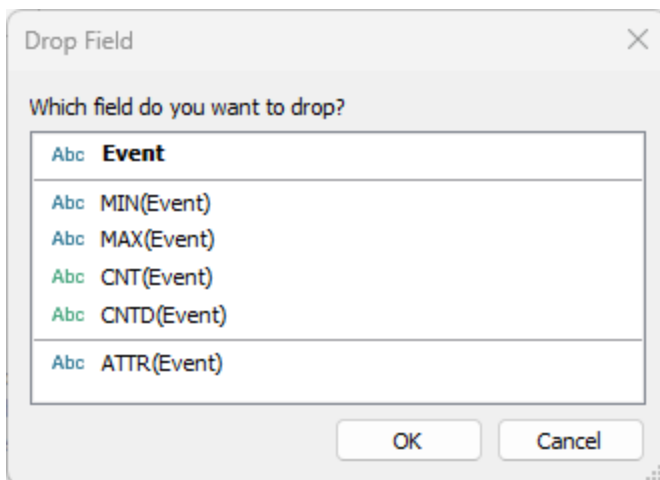 Drop Field
Which field do you want to drop?
Abc Event
Abc MIN(Event)
Abc MAX(Event)
Abc CNT(Event)
Abc CNTD(Event)
Abc ATTR(Event)
OK Cancel